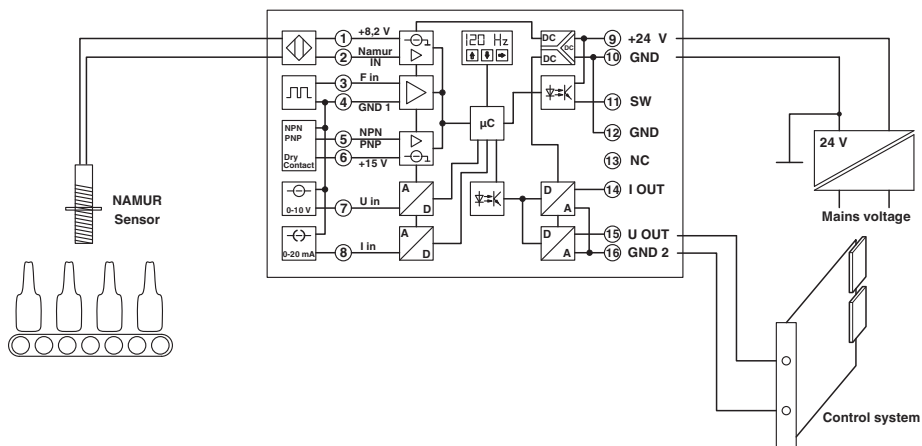 NAMUR
Sensor
1 +8,2 V
2 Namur
IN
3 F in
4 GND 1
NPN
PNP
Dry
Contact
5 NPN
PNP
6 +15 V
0-10 V
7 U in
0-20 mA
8 I in
A
D
A
D
120 Hz
µC
DC
DC
DC
D
A
D
A
9 +24 V
10 GND
11 SW
12 GND
13 NC
14 I OUT
15 U OUT
16 GND 2
24 V
Mains voltage
Control system